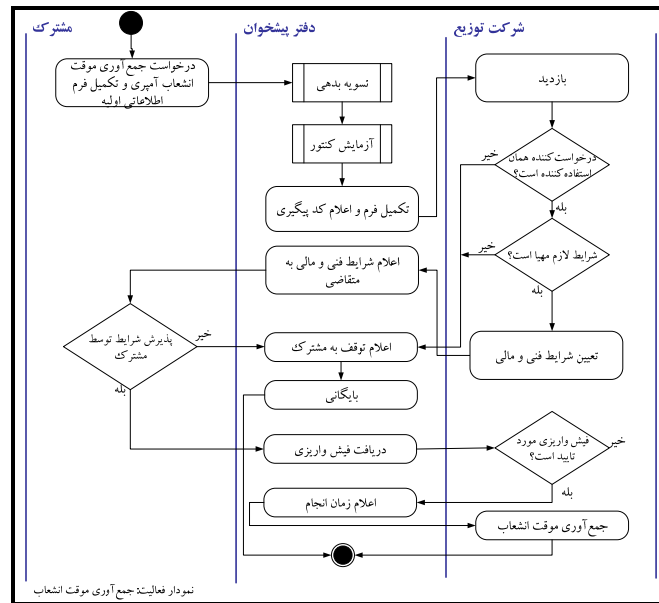 شرکت توزیع
دفتر پیشخوان
مشترك
درخواست جمع آوری موقت
انشعاب آمپری و تکمیل فرم
اطلاعاتی اولیه
تسویه بدهی
آزمایش کنتور
تکمیل فرم و اعلام کد پیگیری
بازدید
درخواست کننده همان
استفاده کننده است؟
خیر
بله
شرایط لازم مهیا است؟
خیر
بله
تعیین شرایط فنی و مالی
اعلام شرایط فنی و مالی به
متقاضی
پذیرش شرایط توسط
مشترك
خیر
بله
اعلام توقف به مشترك
بایگانی
دریافت فیش واریزی
فیش واریزی مورد
تایید است؟
خیر
بله
اعلام زمان انجام
جمع آوری موقت انشعاب
نمودار فعالیت: جمع آوری موقت انشعاب